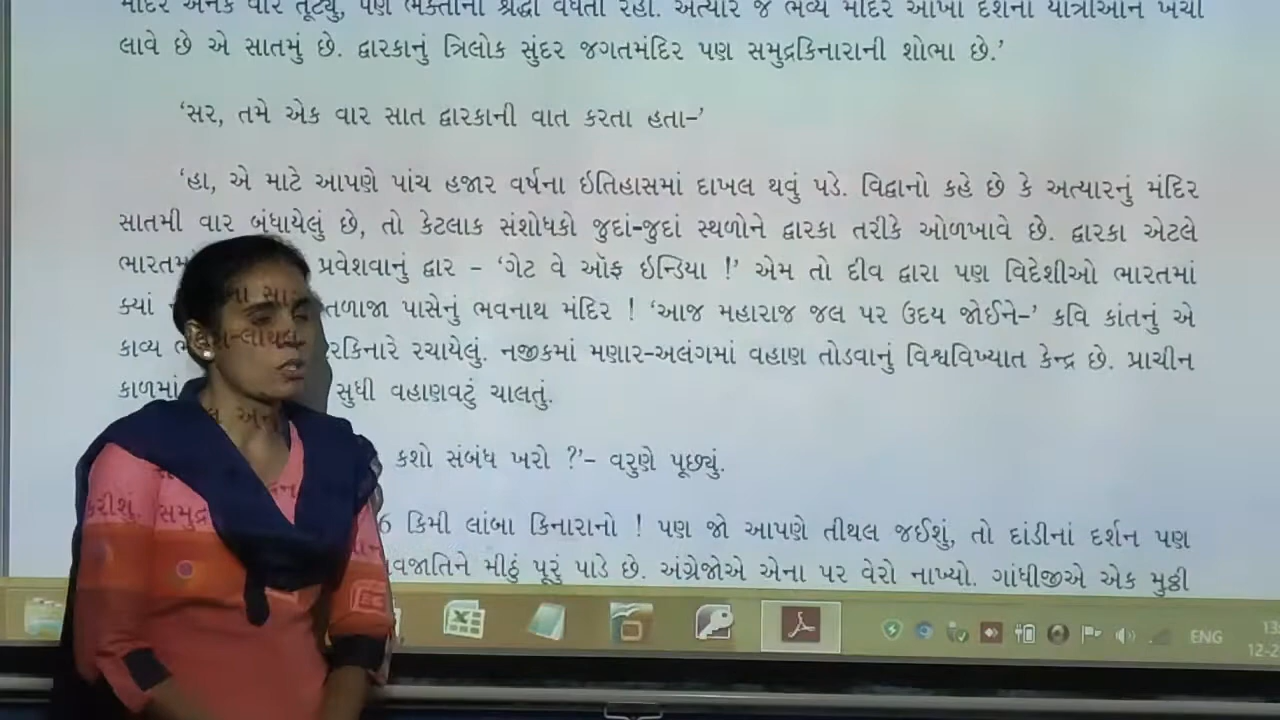 મંદિર અનેક વાર તૂટ્યું, પણ ભક્તોની શ્રદ્ધા વધતી રહી. અત્યારે જે ભવ્ય મંદિર આખા દેશના યાત્રીઓને ખેંચી
લાવે છે એ સાતમું છે. દ્વારકાનું ત્રિલોક સુંદર જગતમંદિર પણ સમુદ્રકિનારાની શોભા છે.’
‘સર, તમે એક વાર સાત દ્વારકાની વાત કરતા હતા-’
‘હા, એ માટે આપણે પાંચ હજાર વર્ષના ઇતિહાસમાં દાખલ થવું પડે. વિદ્વાનો કહે છે કે અત્યારનું મંદિર
સાતમી વાર બંધાયેલું છે, તો કેટલાક સંશોધકો જુદાં-જુદાં સ્થળોને દ્વારકા તરીકે ઓળખાવે છે. દ્વારકા એટલે
પ્રવેશવાનું દ્વાર - ‘ગેટ વે ઑફ ઇન્ડિયા !’ એમ તો દીવ દ્વારા પણ વિદેશીઓ ભારતમાં
ક્યાં તળાજા પાસેનું ભવનાથ મંદિર ! ‘આજ મહારાજ જલ પર ઉદય જોઈને-’ કવિ કાંતનું એ
કાવ્ય રચાયેલું. નજીકમાં મણાર-અલંગમાં વહાણ તોડવાનું વિશ્વવિખ્યાત કેન્દ્ર છે. પ્રાચીન
કાળમાં સુધી વહાણવટું ચાલતું.
કશો સંબંધ ખરો ?’- વરુણે પૂછ્યું.
6 કિમી લાંબા કિનારાનો ! પણ જો આપણે તીથલ જઈશું, તો દાંડીનાં દર્શન પણ
કરીશું. સમુદ્ર
મીઠું પૂરું પાડે છે. અંગ્રેજોએ એના પર વેરો નાખ્યો. ગાંધીજીએ એક મુઠ્ઠી
ENG